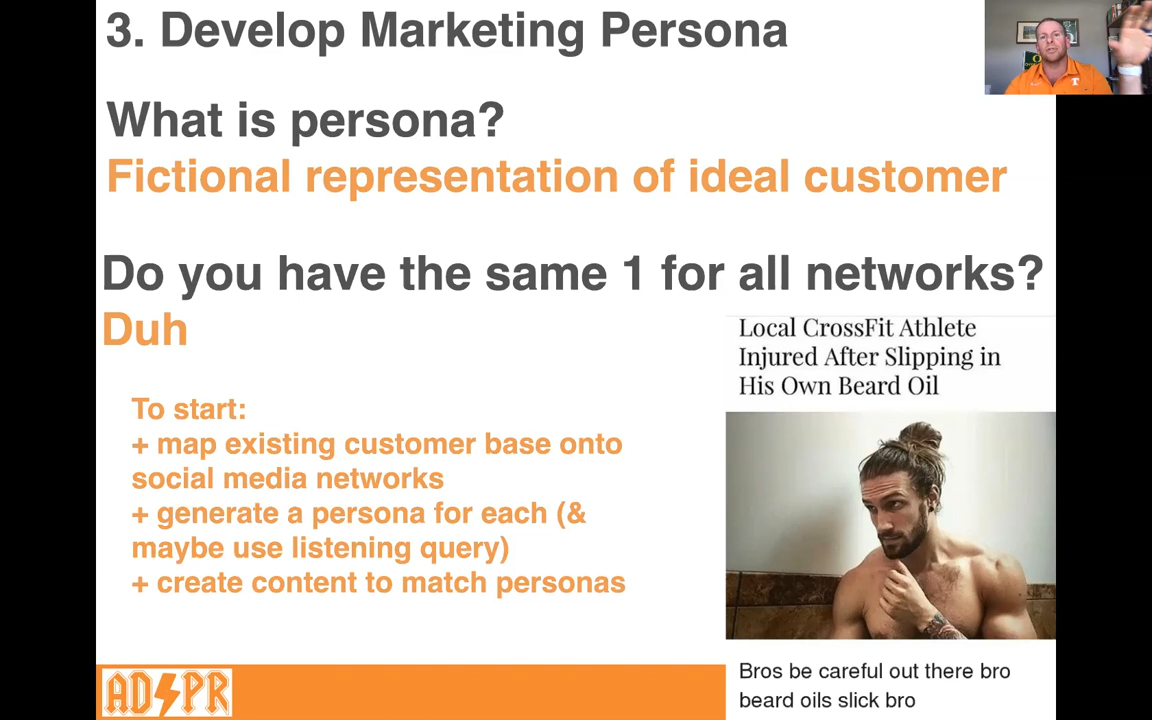 3. Develop Marketing Persona
What is persona?
Fictional representation of ideal customer
Do you have the same 1 for all networks?
Duh
To start:
+ map existing customer base onto
social media networks
+ generate a persona for each (&
maybe use listening query)
+ create content to match personas
Local CrossFit Athlete
Injured After Slipping in
His Own Beard Oil
Bros be careful out there bro
beard oils slick bro
AD PR
T